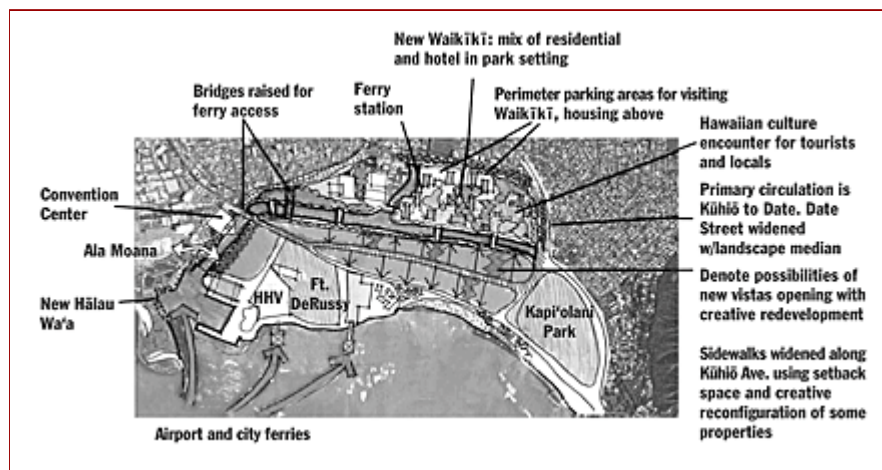 New Waikīkī: mix of residential
and hotel in park setting
Bridges raised for
ferry access
Ferry
station
Perimeter parking areas for visiting
Waikīkī, housing above
Hawaiian culture
encounter for tourists
and locals
Convention
Center
Primary circulation is
Kūhiō to Date. Date
Street widened
w/landscape median
Ala Moana
New Hālau
Wa‘a
HHV
Ft.
DeRussy
Kapi‘olani
Park
Denote possibilities of
new vistas opening with
creative redevelopment
Sidewalks widened along
Kūhiō Ave. using setback
space and creative
reconfiguration of some
properties
Airport and city ferries